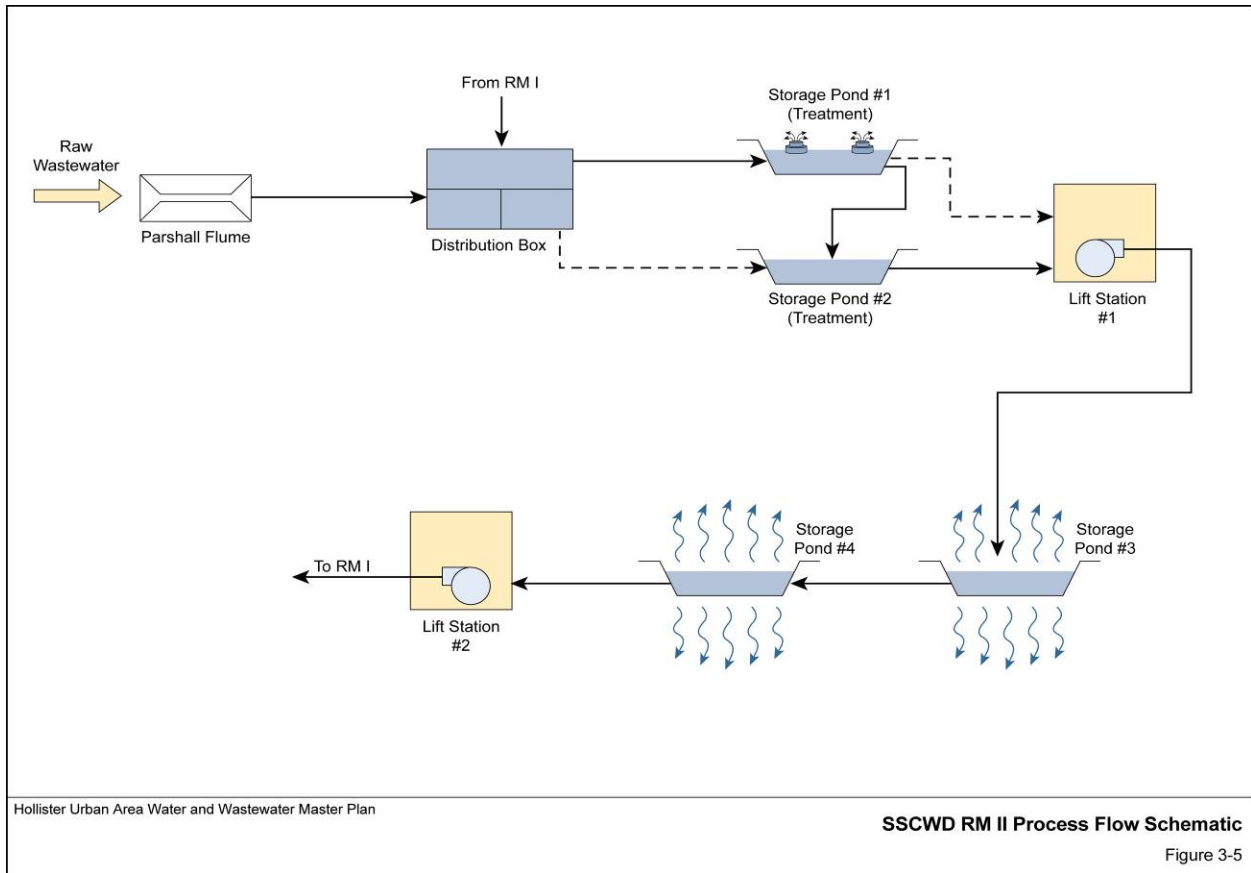 From RM I
Storage Pond #1
(Treatment)
Raw
Wastewater
Parshall Flume
Distribution Box
Storage Pond #2
(Treatment)
Lift Station
#1
Storage
Pond #4
Storage
Pond #3
To RM I
Lift Station
#2
Hollister Urban Area Water and Wastewater Master Plan
SSCWD RM II Process Flow Schematic
Figure 3-5